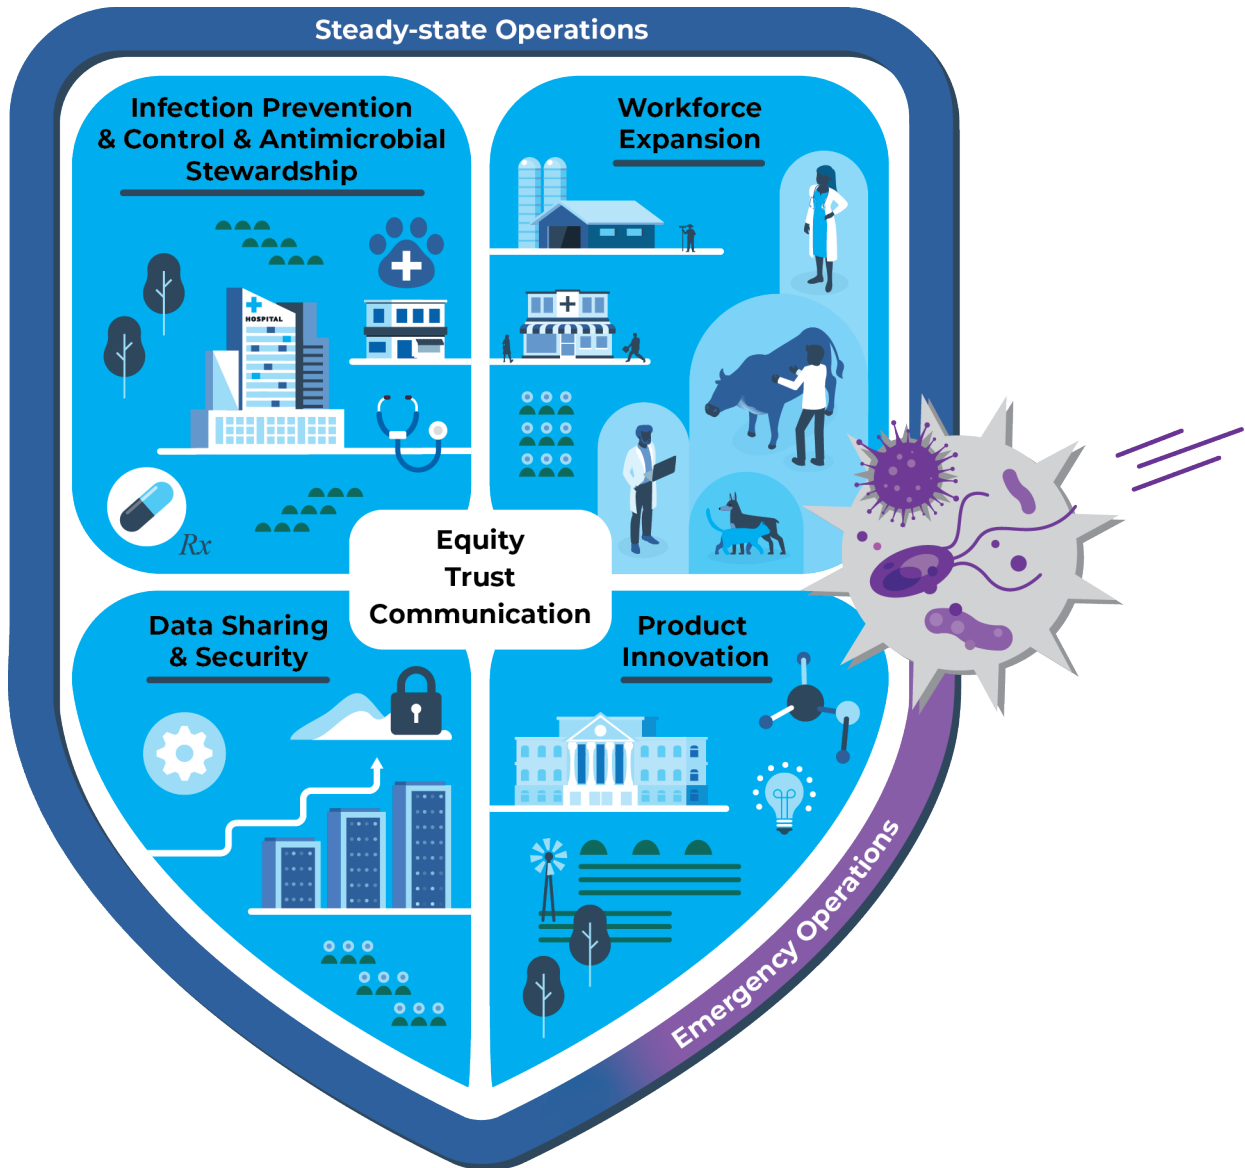 Steady-state Operations
Infection Prevention
& Control & Antimicrobial
Stewardship
Workforce
Expansion
HOSPITAL
Rx
Equity
Trust
Communication
Data Sharing
& Security
Product
Innovation
Emergency Operations